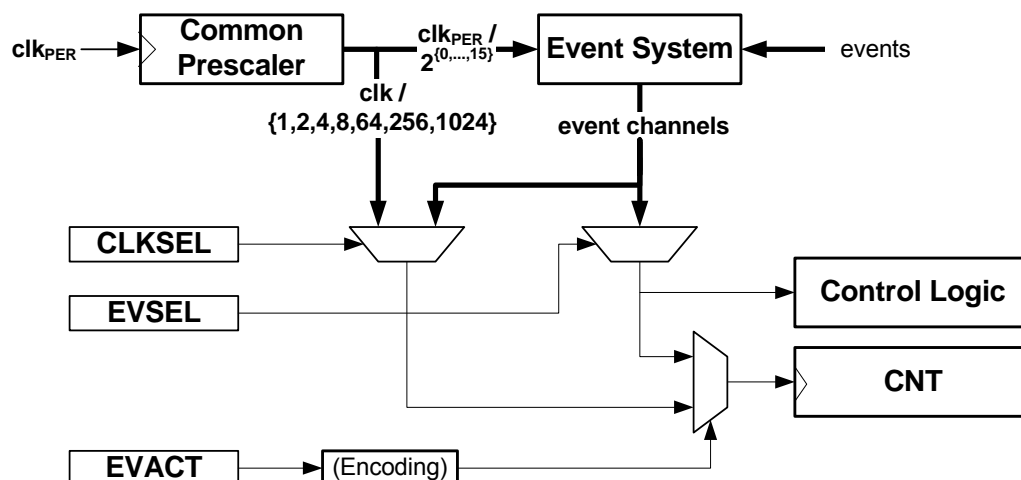 clkPER
Common
Prescaler
clkPER /
2{0,...,15}
Event System
events
clk /
{1,2,4,8,64,256,1024}
event channels
CLKSEL
EVSEL
Control Logic
CNT
EVACT
(Encoding)